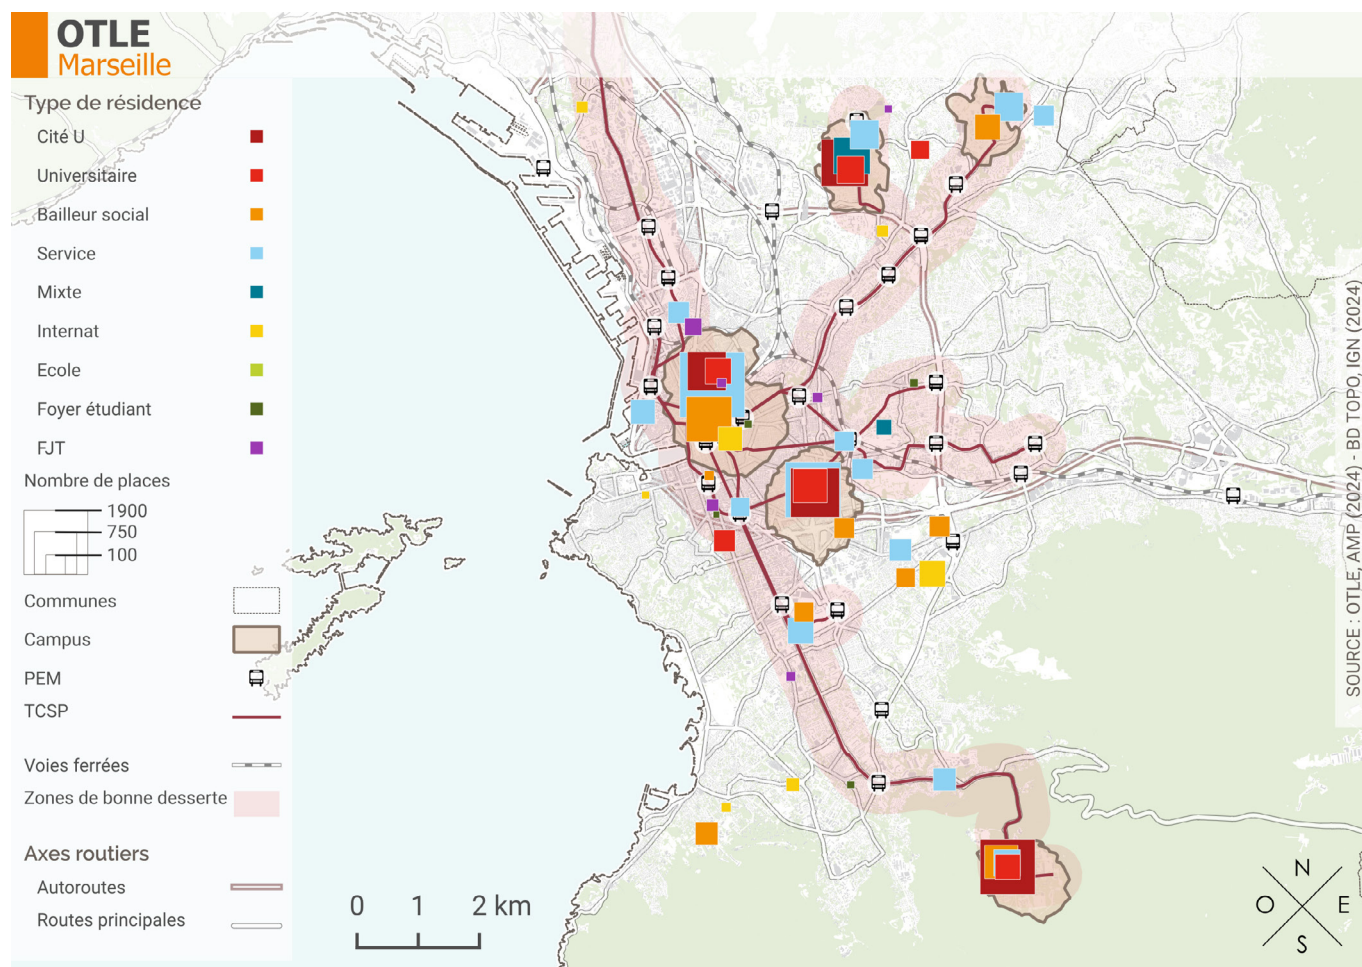 OTLE
Marseille
Type de résidence
Cité U
Universitaire
Bailleur social
Service
Mixte
Internat
Ecole
Foyer étudiant
FJT
Nombre de places
1900
750
100
Communes
Campus
PEM
TCSP
Voies ferrées
Zones de bonne desserte
Axes routiers
Autoroutes
Routes principales
0 1 2 km
N
O E
S
SOURCE : OTLE, AMP (2024) - BD TOPO, IGN (2024)